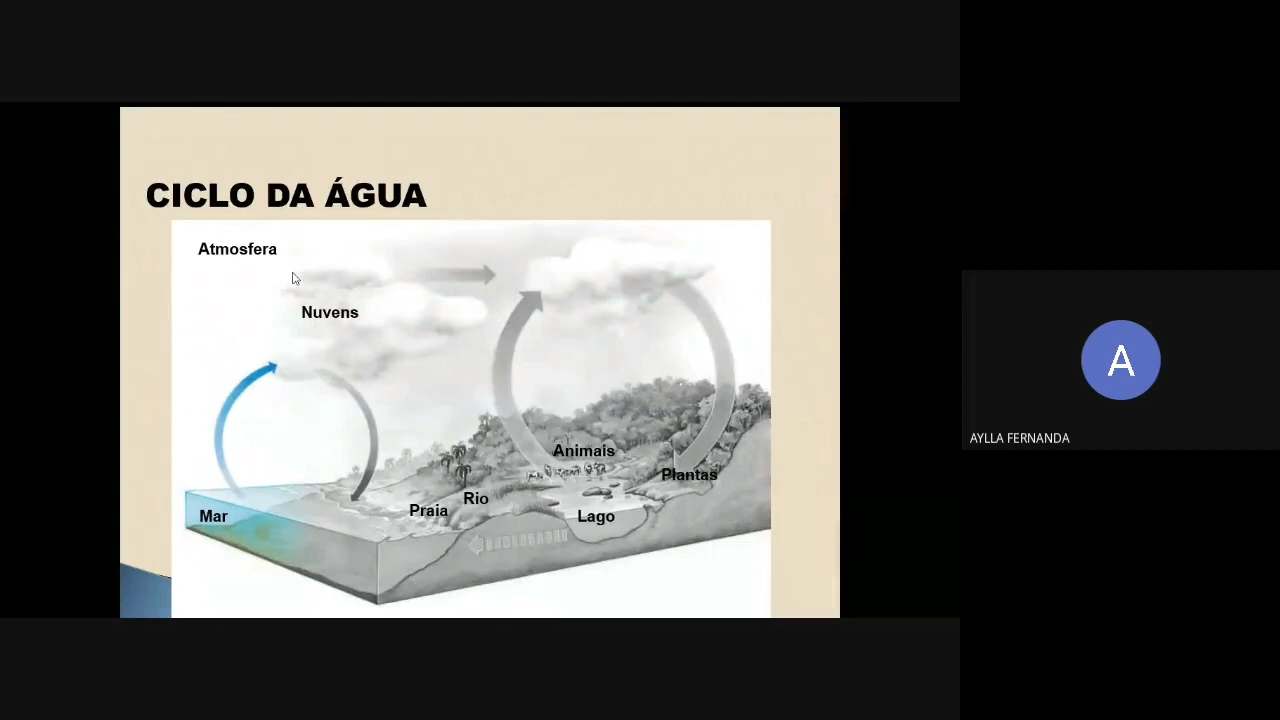 CICLO DA ÁGUA
Atmosfera
Nuvens
Animais
Plantas
Rio
Praia
Mar
Lago
A
AYLLA FERNANDA